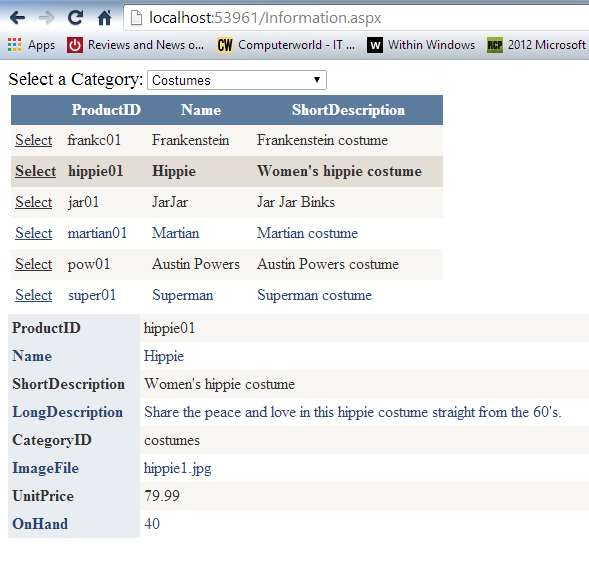 localhost:53961/Information.aspx
Apps Reviews and News o... CW Computerworld - IT ... W Within Windows RCP 2012 Microsoft
Select a Category: Costumes
ProductID Name ShortDescription
Select frankc01 Frankenstein Frankenstein costume
Select hippie01 Hippie Women's hippie costume
Select jar01 JarJar Jar Jar Binks
Select martian01 Martian Martian costume
Select pow01 Austin Powers Austin Powers costume
Select super01 Superman Superman costume
ProductID hippie01
Name Hippie
ShortDescription Women's hippie costume
LongDescription Share the peace and love in this hippie costume straight from the 60's.
CategoryID costumes
ImageFile hippie1.jpg
UnitPrice 79.99
OnHand 40